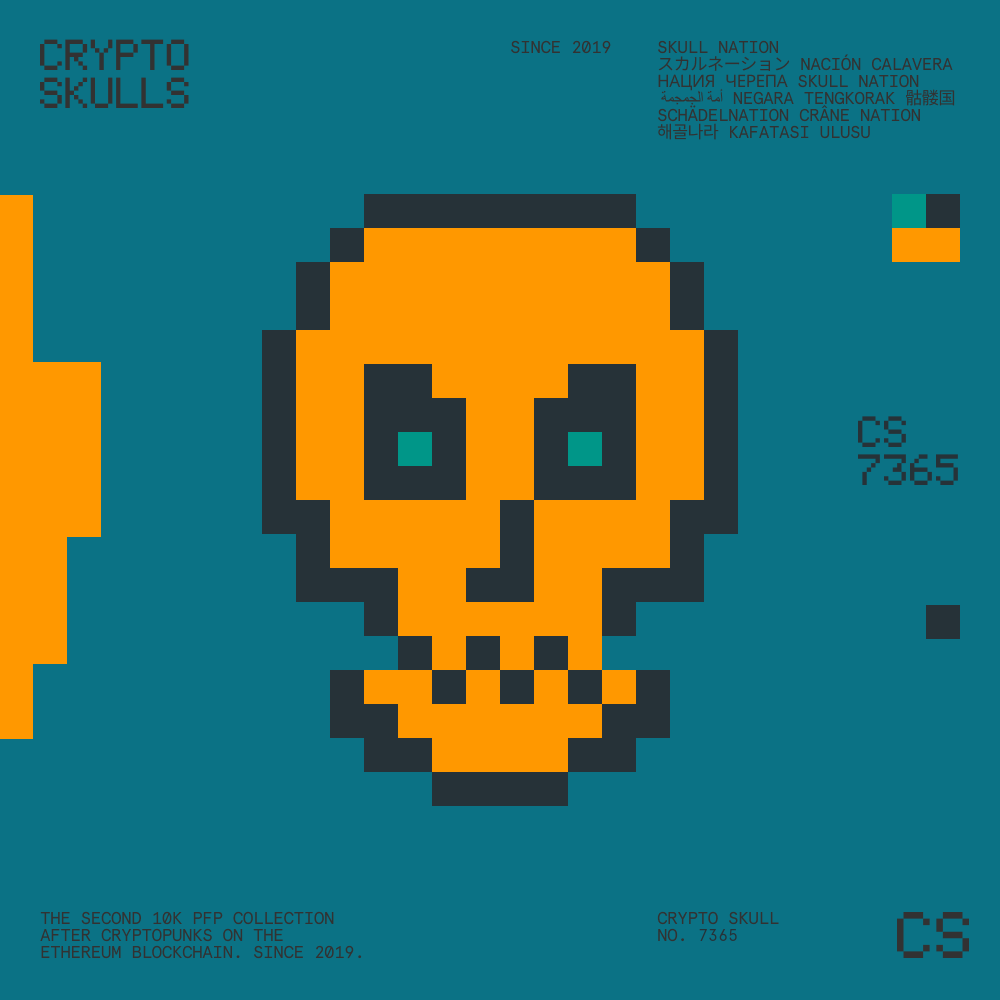 CRYPTO
SKULLS
SINCE 2019
SKULL NATION
スカルネーション NACIÓN CALAVERA
НАЦИЯ ЧЕРЕПА SKULL NATION
أمة الجمجمة NEGARA TENGKORAK 骷髅国
SCHÄDELNATION CRÂNE NATION
해골나라 KAFATASI ULUSU
CS
7365
THE SECOND 10K PFP COLLECTION
AFTER CRYPTOPUNKS ON THE
ETHEREUM BLOCKCHAIN. SINCE 2019.
CRYPTO SKULL
NO. 7365
CS